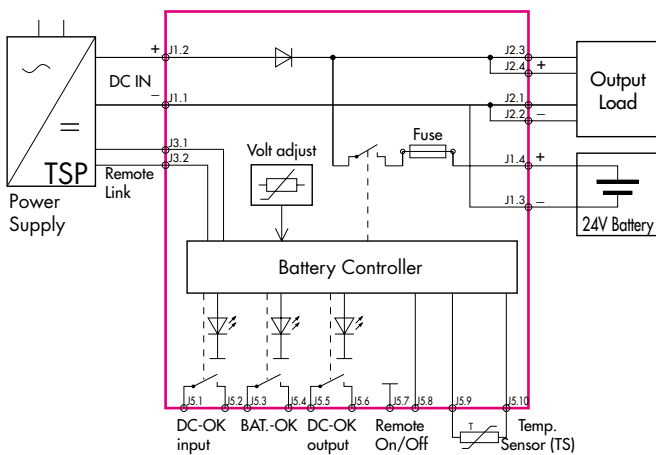 +
J1.2
DC IN
–
J1.1
J3.1
J3.2
TSP
Remote
Link
Power
Supply
Volt adjust
Fuse
J2.3
J2.4
+
J2.1
J2.2
–
Output
Load
J1.4
+
J1.3
–
24V Battery
Battery Controller
J5.1
J5.2
J5.3
J5.4
J5.5
J5.6
J5.7
J5.8
J5.9
J5.10
T
DC-OK
input
BAT.-OK
DC-OK
output
Remote
On/Off
Temp.
Sensor (TS)